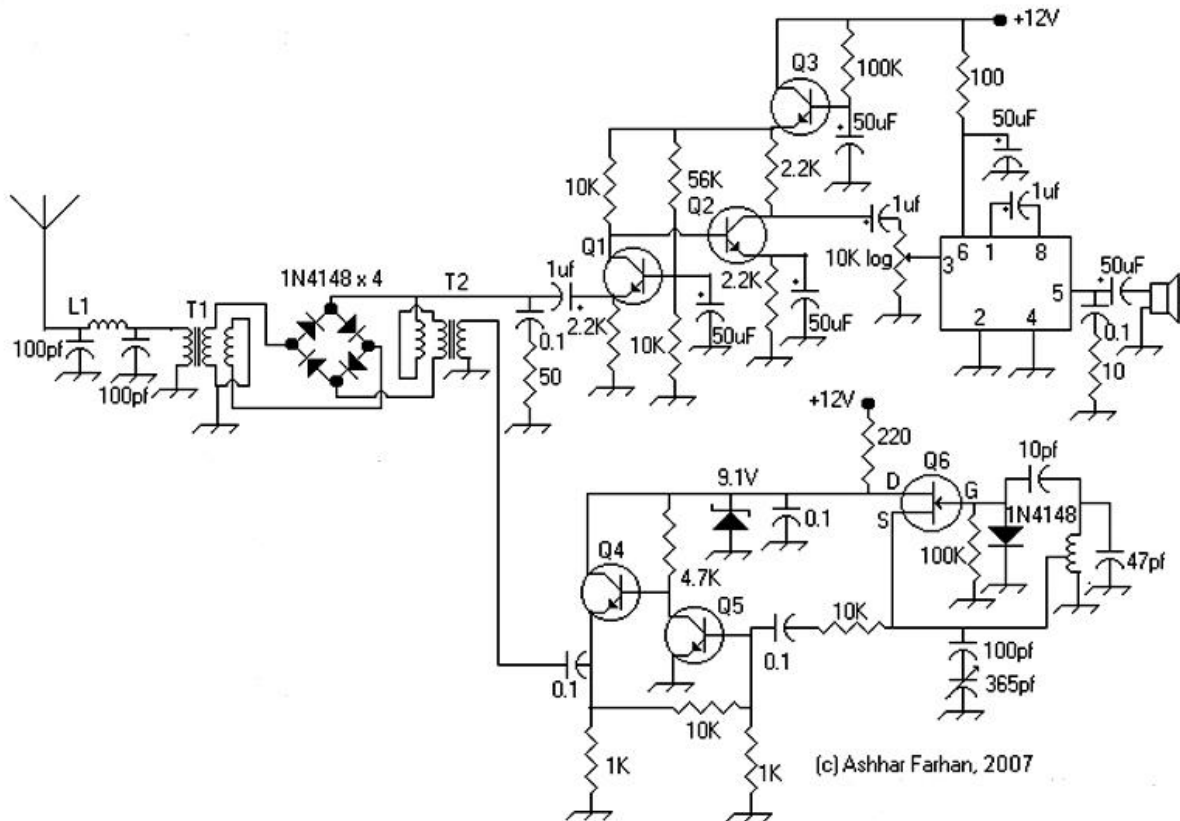 +12V
Q3
100K
100
50uF
50uF
10K
56K
2.2K
Q2
1uf
1uf
Q1
10K log
3
6
1
8
5
2
4
50uF
0.1
10
1N4148 x 4
T2
1uf
2.2K
2.2K
50uF
50uF
L1
T1
100pf
100pf
0.1
50
10K
+12V
220
9.1V
D
Q6
G
S
10pf
1N4148
0.1
100K
47pf
Q4
4.7K
Q5
10K
0.1
0.1
100pf
365pf
10K
1K
1K
(c) Ashhar Farhan, 2007